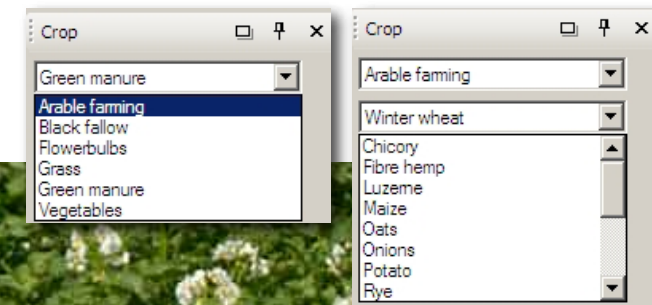 Crop
Green manure
Arable farming
Black fallow
Flowerbulbs
Grass
Green manure
Vegetables
Crop
Arable farming
Winter wheat
Chicory
Fibre hemp
Luzerne
Maize
Oats
Onions
Potato
Rye